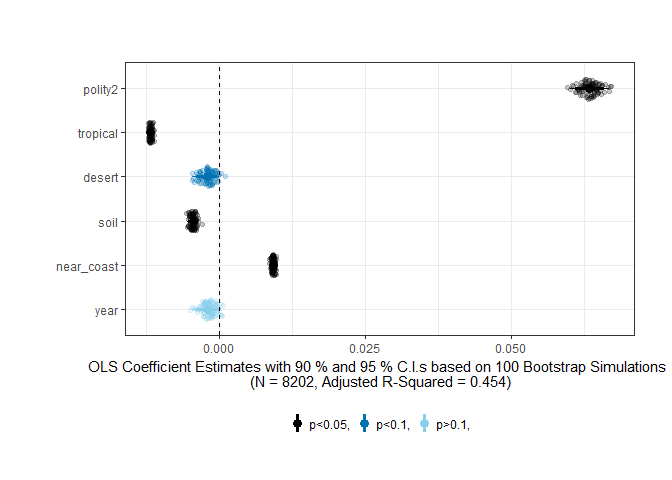 polity2
tropical
desert
soil
near_coast
year
0.000 0.025 0.050
OLS Coefficient Estimates with 90 % and 95 % C.I.s based on 100 Bootstrap Simulations
(N = 8202, Adjusted R-Squared = 0.454)
p<0.05, p<0.1, p>0.1,